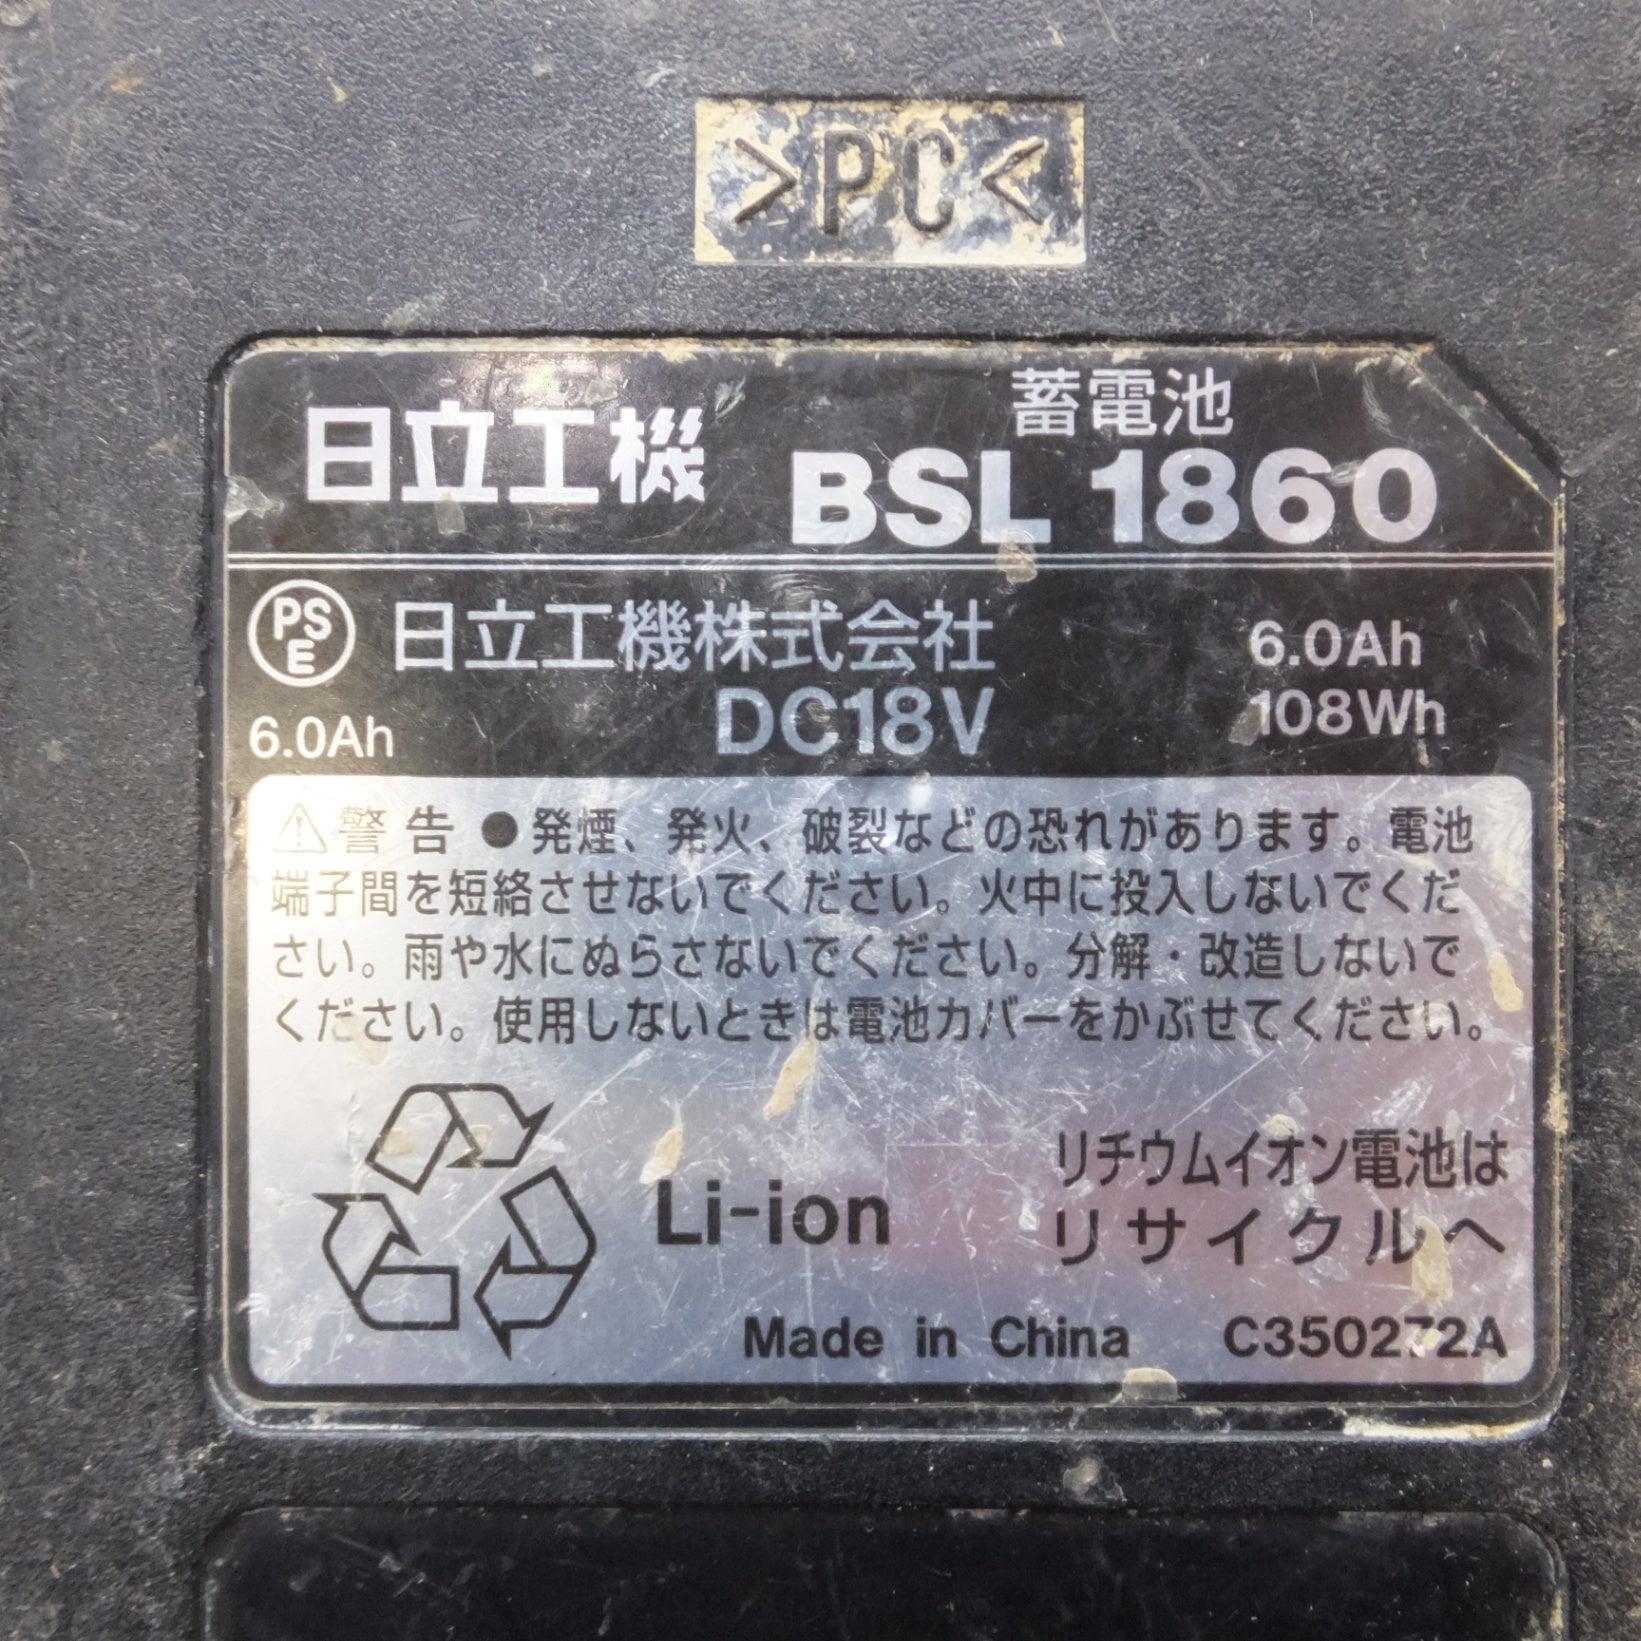 >PC<
日立工機
蓄電池
BSL 1860
PSE 日立工機株式会社 6.0Ah
6.0Ah DC18V 108Wh
⚠警告 ●発煙、発火、破裂などの恐れがあります。電池
端子間を短絡させないでください。火中に投入しないでくだ
さい。雨や水にぬらさないでください。分解・改造しないで
ください。使用しないときは電池カバーをかぶせてください。
Li-ion
リチウムイオン電池は
リサイクルへ
Made in China C350272A